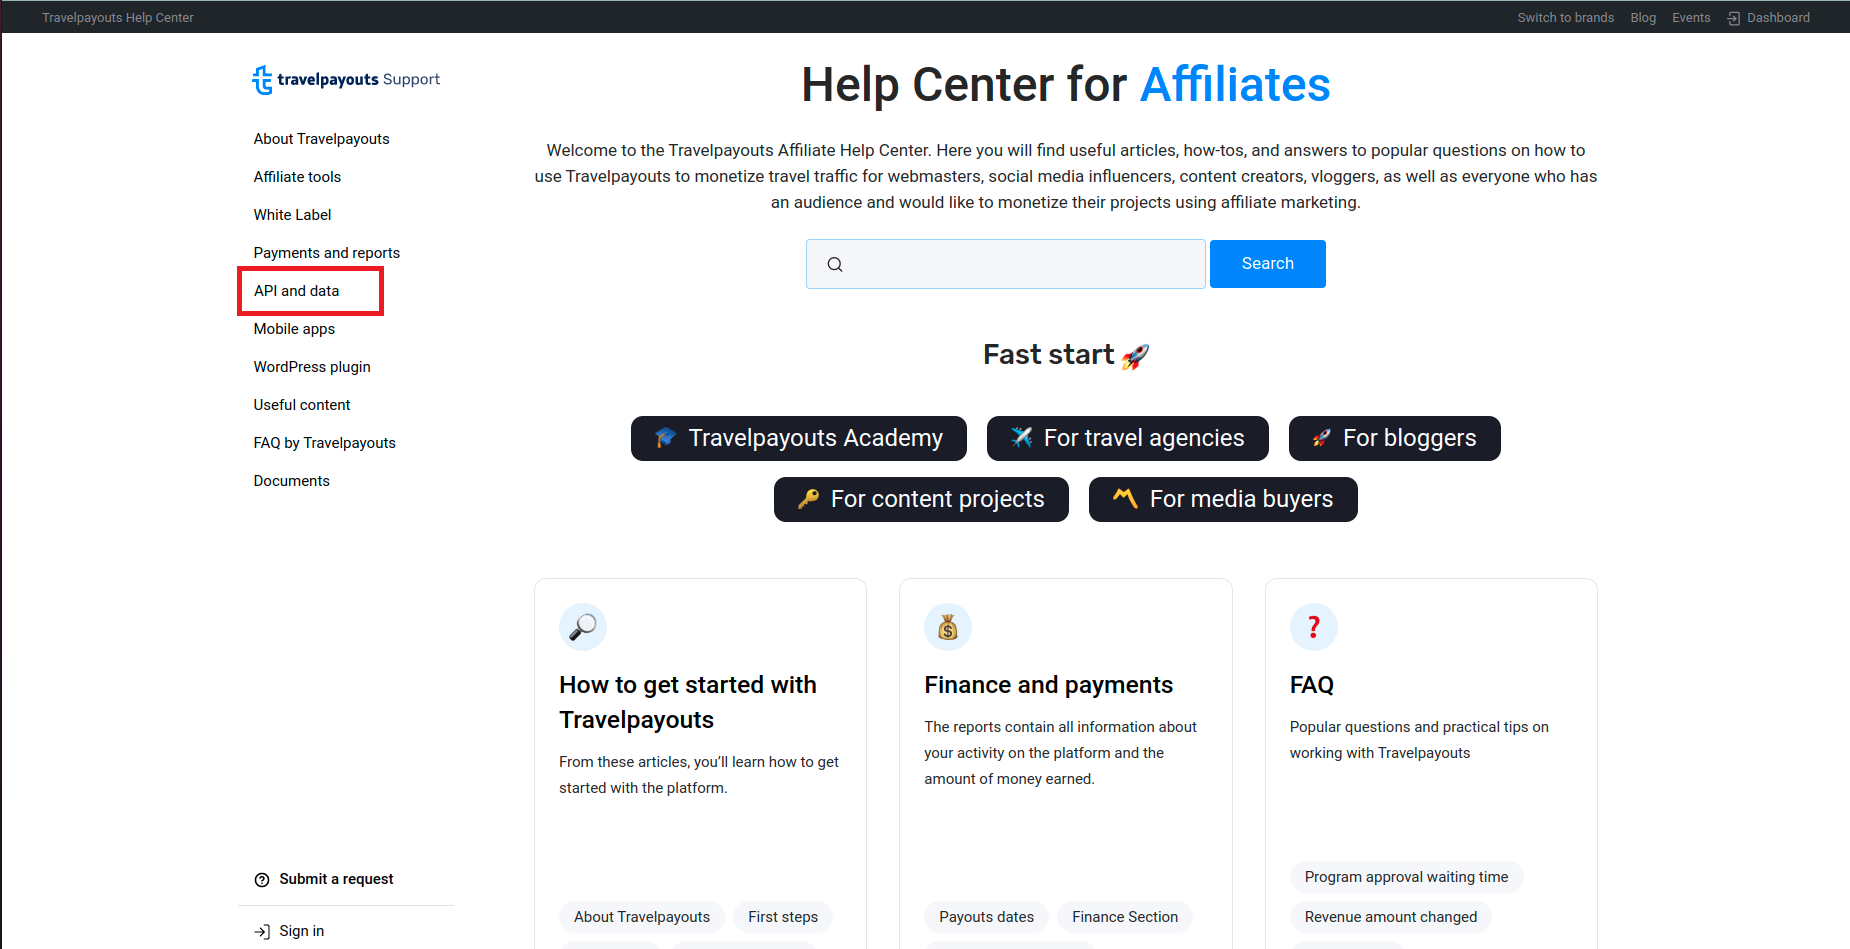 Travelpayouts Help Center
Switch to brands Blog Events Dashboard
travelpayouts Support
About Travelpayouts
Affiliate tools
White Label
Payments and reports
API and data
Mobile apps
WordPress plugin
Useful content
FAQ by Travelpayouts
Documents
Submit a request
Sign in
Help Center for Affiliates
Welcome to the Travelpayouts Affiliate Help Center. Here you will find useful articles, how-tos, and answers to popular questions on how to
use Travelpayouts to monetize travel traffic for webmasters, social media influencers, content creators, vloggers, as well as everyone who has
an audience and would like to monetize their projects using affiliate marketing.
Search
Fast start 🚀
🎓 Travelpayouts Academy ✈️ For travel agencies 🚀 For bloggers
🔑 For content projects 〽️ For media buyers
How to get started with
Travelpayouts
From these articles, you’ll learn how to get
started with the platform.
About Travelpayouts First steps
Finance and payments
The reports contain all information about
your activity on the platform and the
amount of money earned.
Payouts dates Finance Section
❓
FAQ
Popular questions and practical tips on
working with Travelpayouts
Program approval waiting time
Revenue amount changed